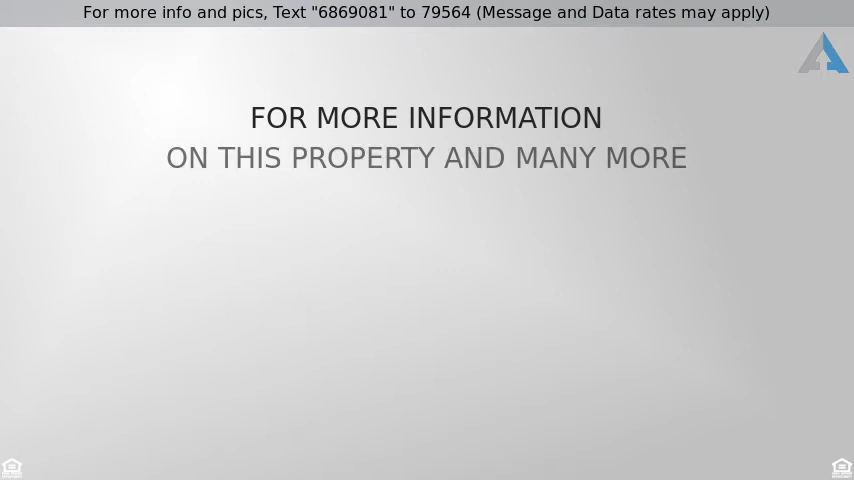 For more info and pics, Text "6869081" to 79564 (Message and Data rates may apply)
FOR MORE INFORMATION
ON THIS PROPERTY AND MANY MORE